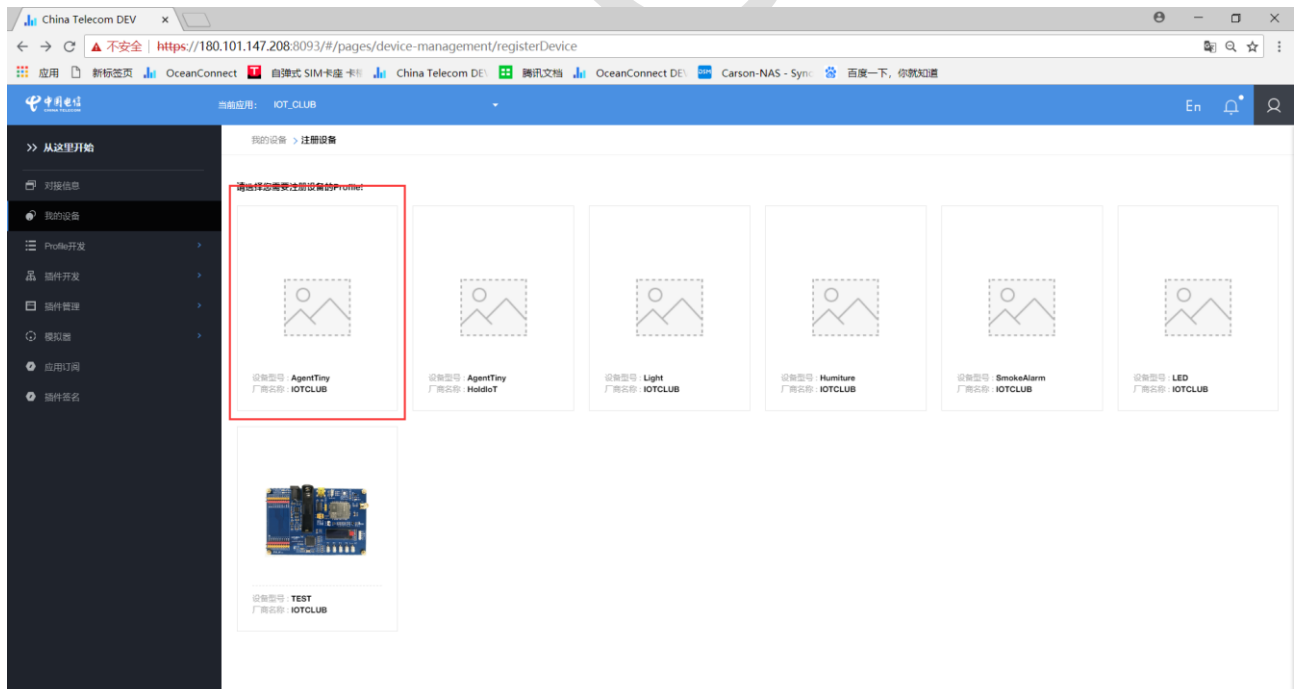 China Telecom DEV
不安全 | https://180.101.147.208:8093/#/pages/device-management/registerDevice
应用 新标签页 OceanConnect 自弹式 SIM卡座 China Telecom DE 腾讯文档 OceanConnect DE Carson-NAS - Sync 百度一下，你就知道
中国电信 当前应用： IOT_CLUB En
CHINA TELECOM
>> 从这里开始
我的设备 > 注册设备
对接信息
我的设备
Profile开发
插件开发
插件管理
模拟器
应用订阅
插件签名
请选择您需要注册设备的Profile!
设备型号 : AgentTiny
厂商名称 : IOTCLUB
设备型号 : AgentTiny
厂商名称 : HoldIoT
设备型号 : Light
厂商名称 : IOTCLUB
设备型号 : Humiture
厂商名称 : IOTCLUB
设备型号 : SmokeAlarm
厂商名称 : IOTCLUB
设备型号 : LED
厂商名称 : IOTCLUB
设备型号 : TEST
厂商名称 : IOTCLUB